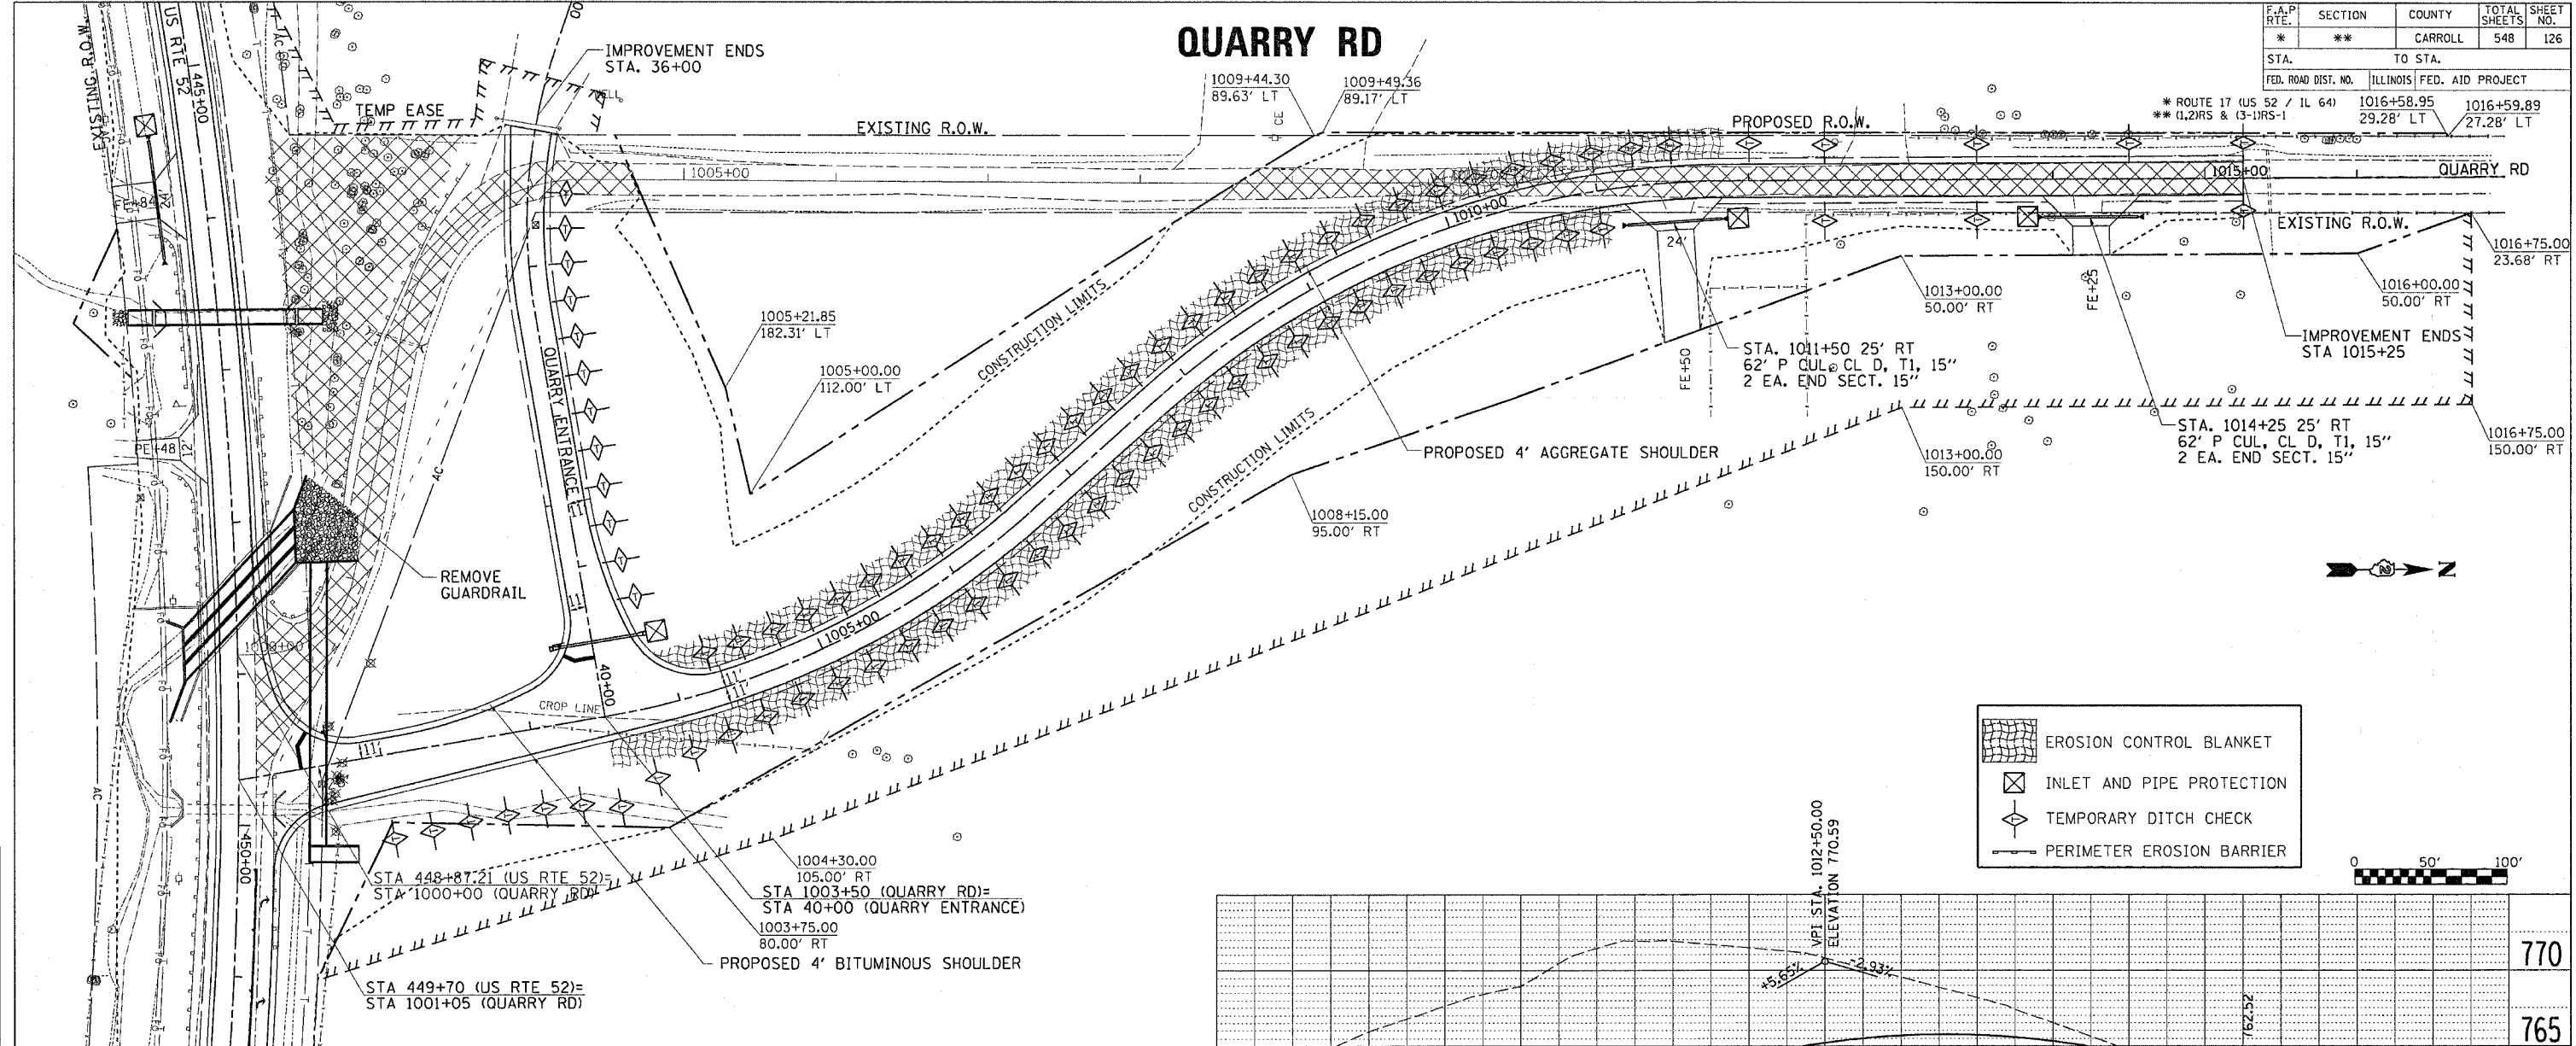 QUARRY RD
F.A.P RTE.
SECTION
COUNTY
TOTAL SHEETS
SHEET NO.
*
**
CARROLL
548
126
STA.
TO STA.
FED. ROAD DIST. NO.
ILLINOIS
FED. AID PROJECT
* ROUTE 17 (US 52 / IL 64)
** (1,2)RS & (3-1)RS-1
EXISTING R.O.W.
US RTE 52
445+00
AC
00
IMPROVEMENT ENDS
STA. 36+00
TEMP EASE
EXISTING R.O.W.
CE
1009+44.30
89.63' LT
1009+49.36
89.17' LT
PROPOSED R.O.W.
1016+58.95
29.28' LT
1016+59.89
27.28' LT
1005+00
1010+00
1015+00
QUARRY RD
EXISTING R.O.W.
FE+84
24'
24'
1016+75.00
23.68' RT
1016+00.00
50.00' RT
1013+00.00
50.00' RT
FE+25
FE+50
IMPROVEMENT ENDS
STA 1015+25
1005+21.85
182.31' LT
1005+00.00
112.00' LT
CONSTRUCTION LIMITS
STA. 1011+50 25' RT
62' P CUL, CL D, T1, 15"
2 EA. END SECT. 15"
STA. 1014+25 25' RT
62' P CUL, CL D, T1, 15"
2 EA. END SECT. 15"
1016+75.00
150.00' RT
1013+00.00
150.00' RT
QUARRY ENTRANCE
PE+48
12'
AC
CONSTRUCTION LIMITS
PROPOSED 4' AGGREGATE SHOULDER
1008+15.00
95.00' RT
REMOVE
GUARDRAIL
N
1005+00
40+00
CROP LINE
AC
450+00
EROSION CONTROL BLANKET
INLET AND PIPE PROTECTION
TEMPORARY DITCH CHECK
PERIMETER EROSION BARRIER
0 50' 100'
STA 448+87.21 (US RTE 52)=
STA 1000+00 (QUARRY RD)
1004+30.00
105.00' RT
STA 1003+50 (QUARRY RD)=
STA 40+00 (QUARRY ENTRANCE)
1003+75.00
80.00' RT
PROPOSED 4' BITUMINOUS SHOULDER
STA 449+70 (US RTE 52)=
STA 1001+05 (QUARRY RD)
VPI STA. 1012+50.00
ELEVATION 770.59
+5.65%
-2.93%
762.52
770
765